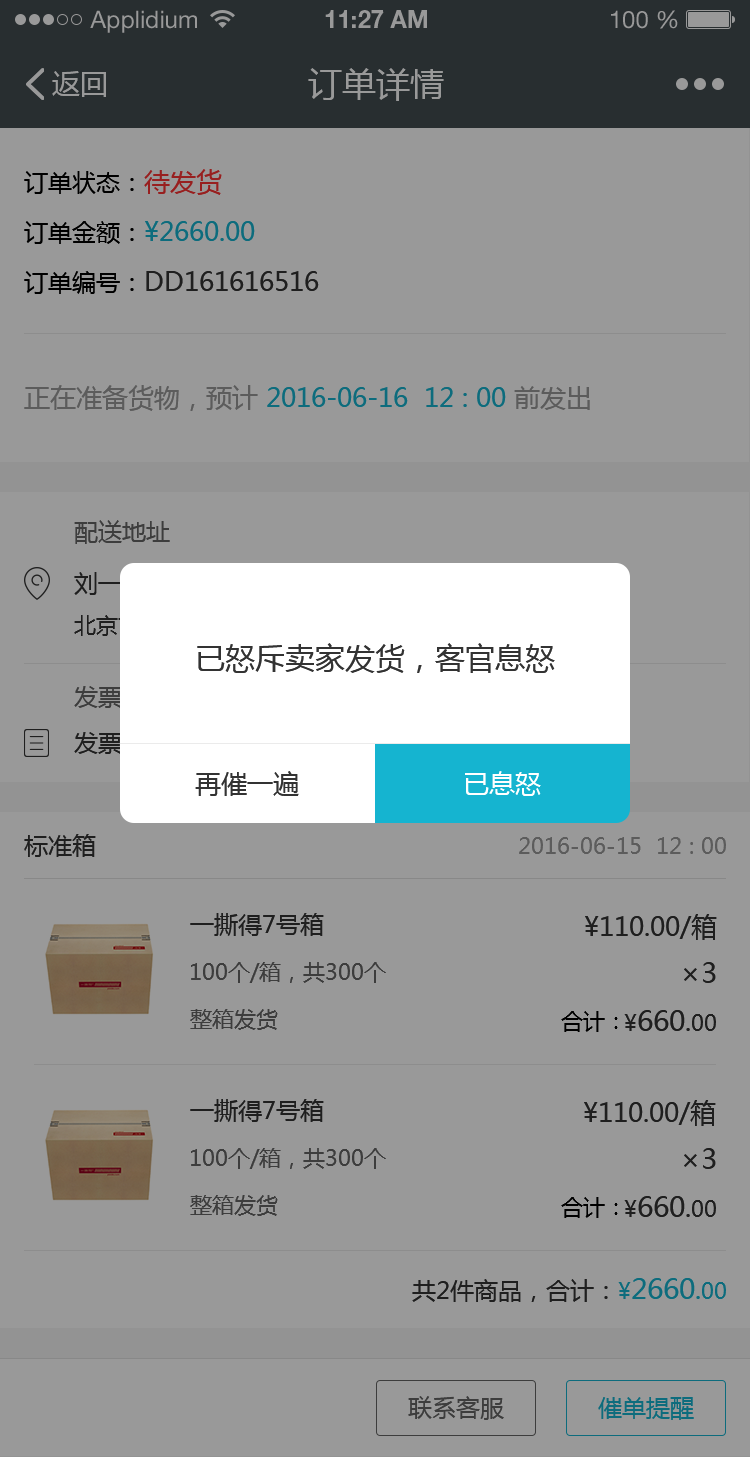 Applidium 11:27 AM 100 %
返回 订单详情
订单状态：待发货
订单金额：¥2660.00
订单编号：DD161616516
正在准备货物，预计 2016-06-16 12：00 前发出
配送地址
刘一
北京
已怒斥卖家发货，客官息怒
发票
发票
再催一遍 已息怒
标准箱 2016-06-15 12：00
一撕得7号箱 ¥110.00/箱
100个/箱，共300个 ×3
整箱发货 合计：¥660.00
一撕得7号箱 ¥110.00/箱
100个/箱，共300个 ×3
整箱发货 合计：¥660.00
共2件商品，合计：¥2660.00
联系客服 催单提醒